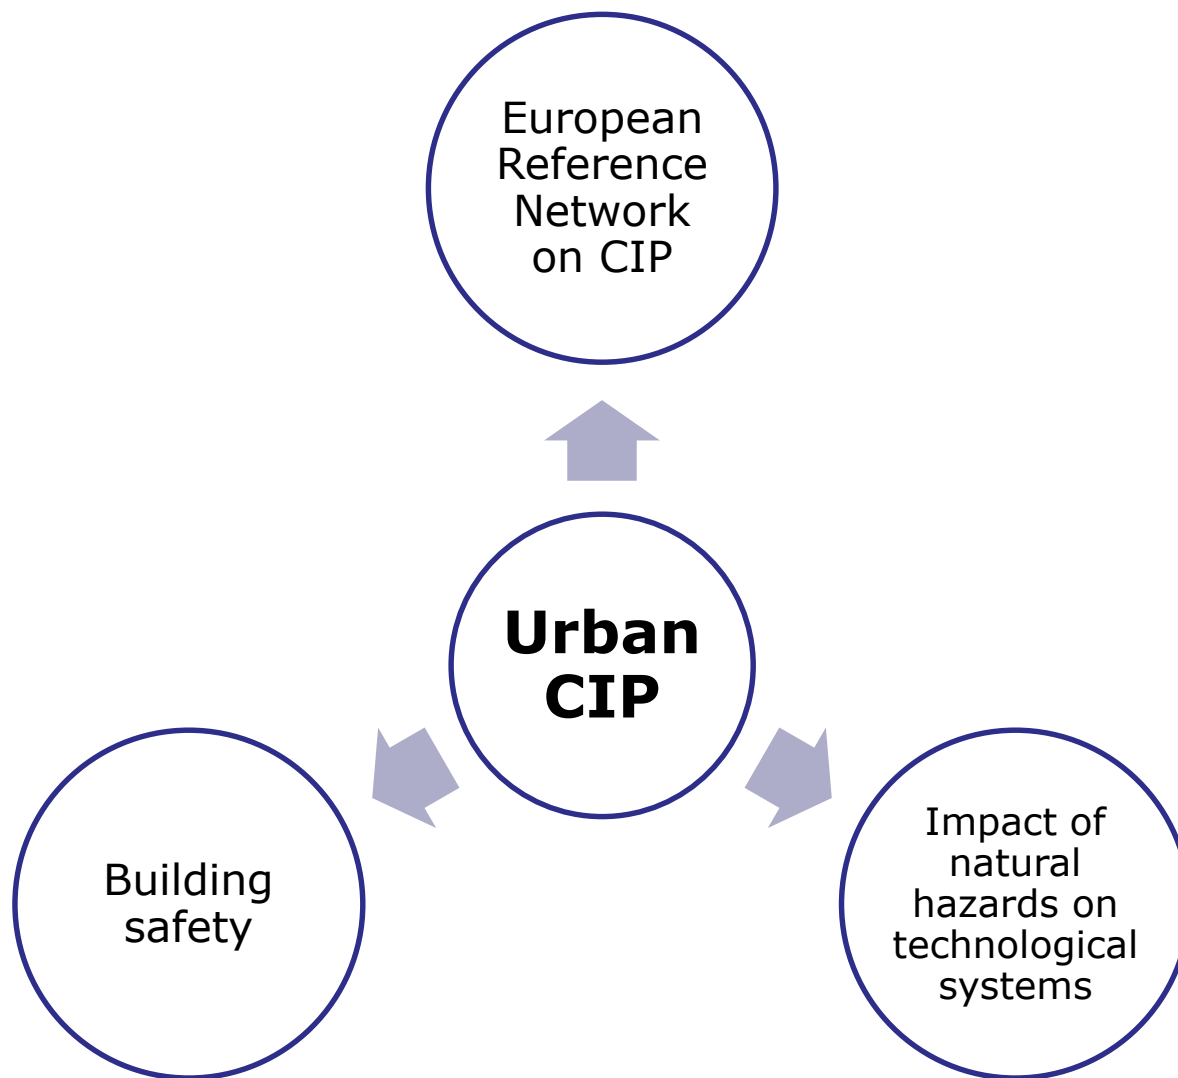 European
Reference
Network
on CIP
Urban
CIP
Building
safety
Impact of
natural
hazards on
technological
systems